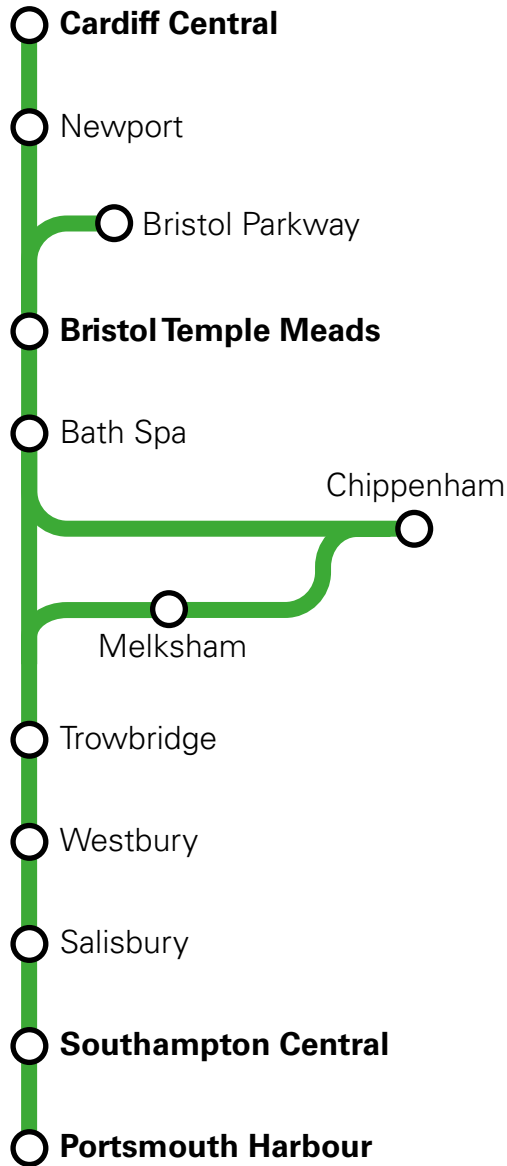 Cardiff Central
Newport
Bristol Parkway
Bristol Temple Meads
Bath Spa
Chippenham
Melksham
Trowbridge
Westbury
Salisbury
Southampton Central
Portsmouth Harbour